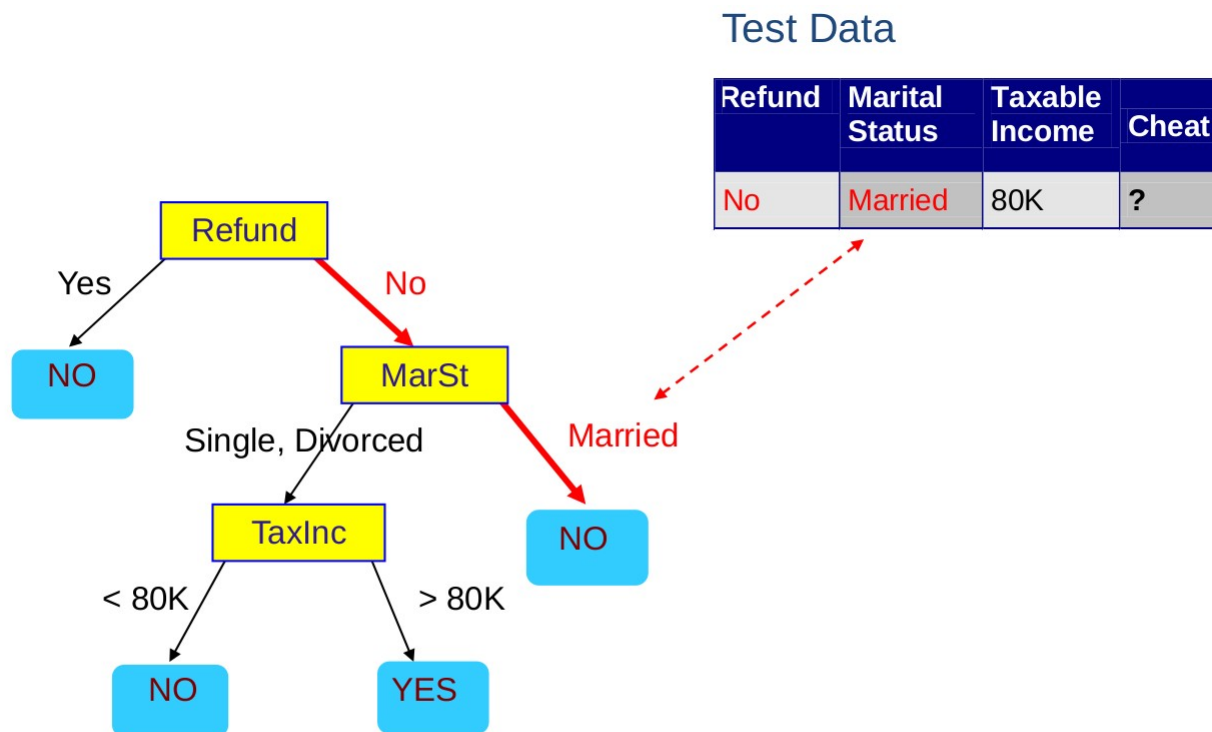 Test Data
Refund Marital Status Taxable Income Cheat
No Married 80K ?
Refund
Yes No
NO
MarSt
Single, Divorced Married
TaxInc
NO
< 80K > 80K
NO YES